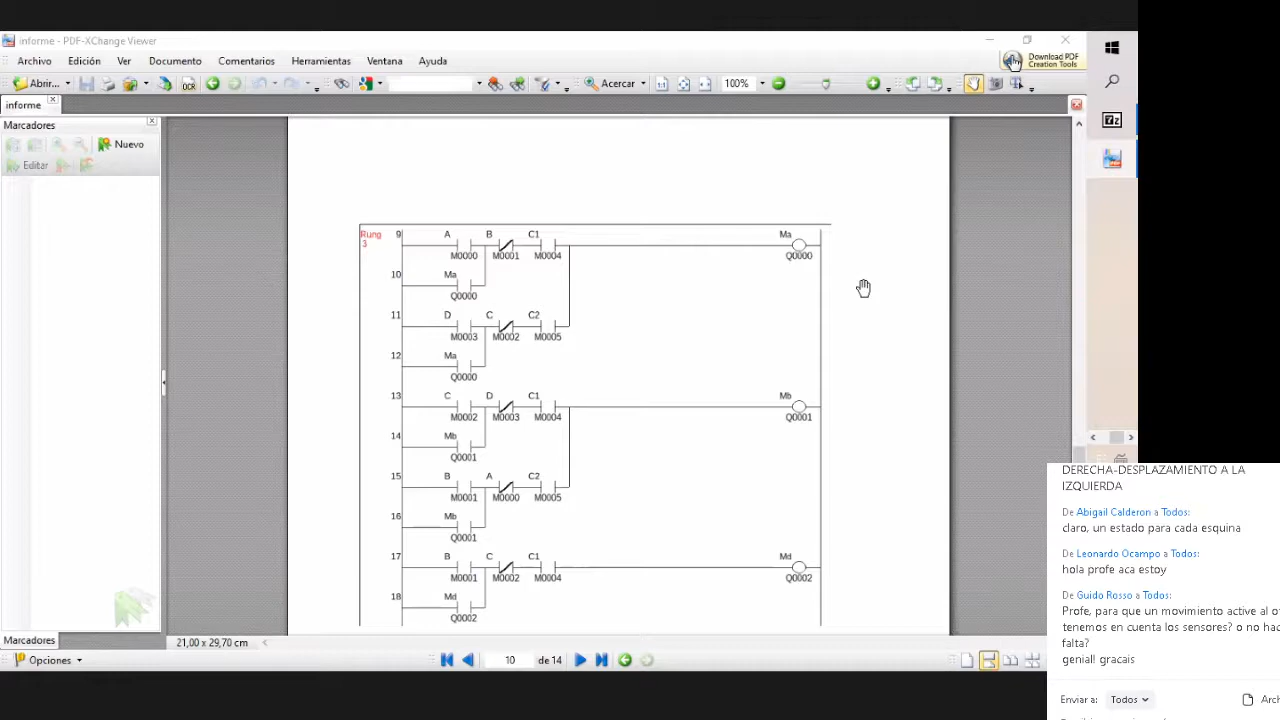 informe - PDF-XChange Viewer
Archivo Edición Ver Documento Comentarios Herramientas Ventana Ayuda
Download PDF
Creation Tools
Abrir... OCR Acercar 100%
informe
Marcadores
Nuevo
Editar
Rung 9 A B C1 Ma
3
M0000 M0001 M0004 Q0000
10 Ma
Q0000
11 D C C2
M0003 M0002 M0005
12 Ma
Q0000
13 C D C1 Mb
M0002 M0003 M0004 Q0001
14 Mb
Q0001
15 B A C2
M0001 M0000 M0005
16 Mb
Q0001
17 B C C1 Md
M0001 M0002 M0004 Q0002
18 Md
Q0002
Marcadores
21,00 x 29,70 cm
Opciones
10 de 14
DERECHA-DESPLAZAMIENTO A LA
IZQUIERDA
De Abigail Calderon a Todos:
claro, un estado para cada esquina
De Leonardo Ocampo a Todos:
hola profe aca estoy
De Guido Rosso a Todos:
Profe, para que un movimiento active al o
tenemos en cuenta los sensores? o no hac
falta?
genial! gracais
Enviar a: Todos Arch